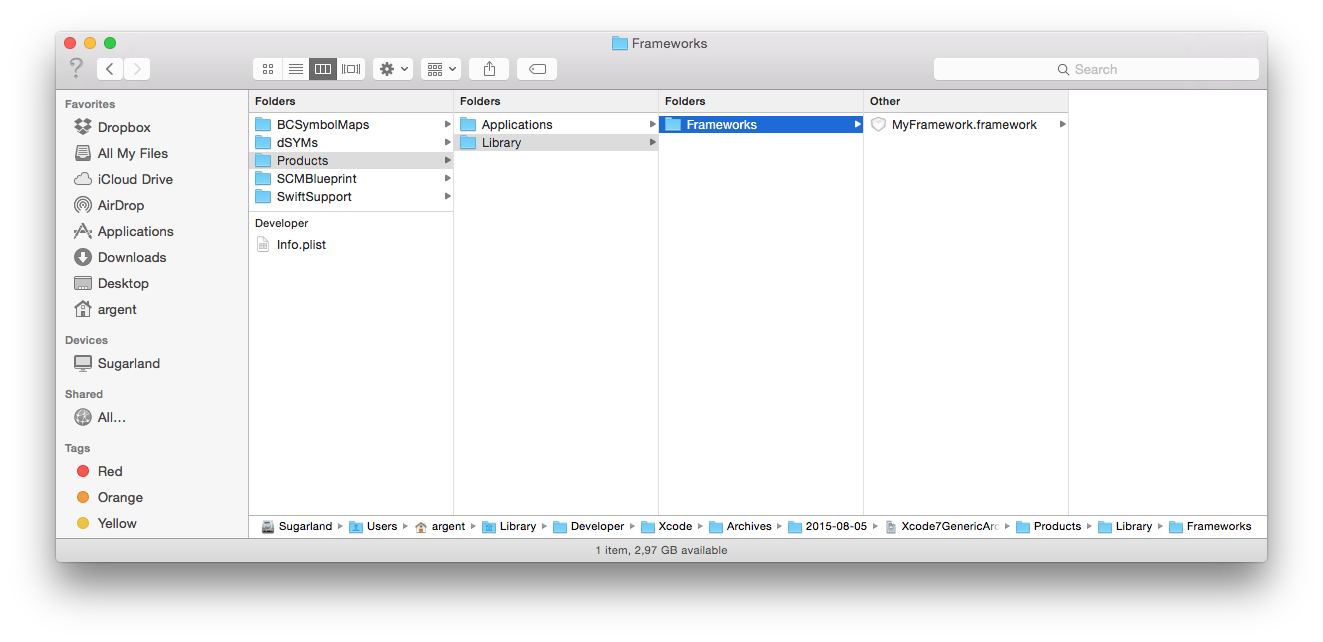 Frameworks
?
Search
Favorites
Dropbox
All My Files
iCloud Drive
AirDrop
Applications
Downloads
Desktop
argent
Devices
Sugarland
Shared
All...
Tags
Red
Orange
Yellow
Folders
BCSymbolMaps
dSYMs
Products
SCMBlueprint
SwiftSupport
Developer
Info.plist
Folders
Applications
Library
Folders
Frameworks
Other
MyFramework.framework
Sugarland Users argent Library Developer Xcode Archives 2015-08-05 Xcode7GenericArc Products Library Frameworks
1 item, 2,97 GB available